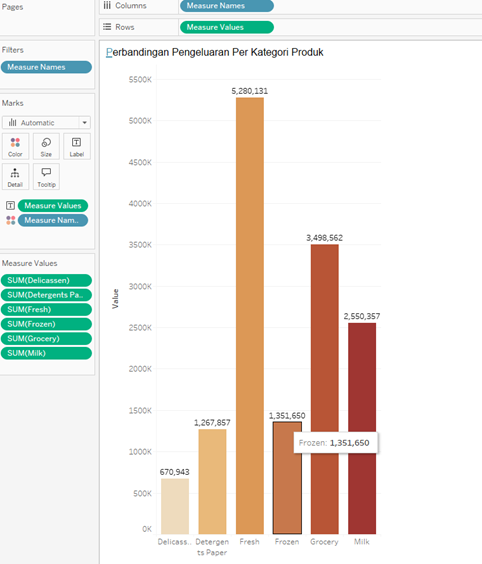 Pages
Columns
Measure Names
Rows
Measure Values
Filters
Measure Names
Marks
Automatic
Color
Size
Label
Detail
Tooltip
Measure Values
Measure Nam..
Measure Values
SUM(Delicassen)
SUM(Detergents Pa..
SUM(Fresh)
SUM(Frozen)
SUM(Grocery)
SUM(Milk)
Perbandingan Pengeluaran Per Kategori Produk
Value
5500K
5000K
4500K
4000K
3500K
3000K
2500K
2000K
1500K
1000K
500K
0K
670,943
1,267,857
5,280,131
1,351,650
3,498,562
2,550,357
Frozen: 1,351,650
Delicass..
Detergen
ts Paper
Fresh
Frozen
Grocery
Milk